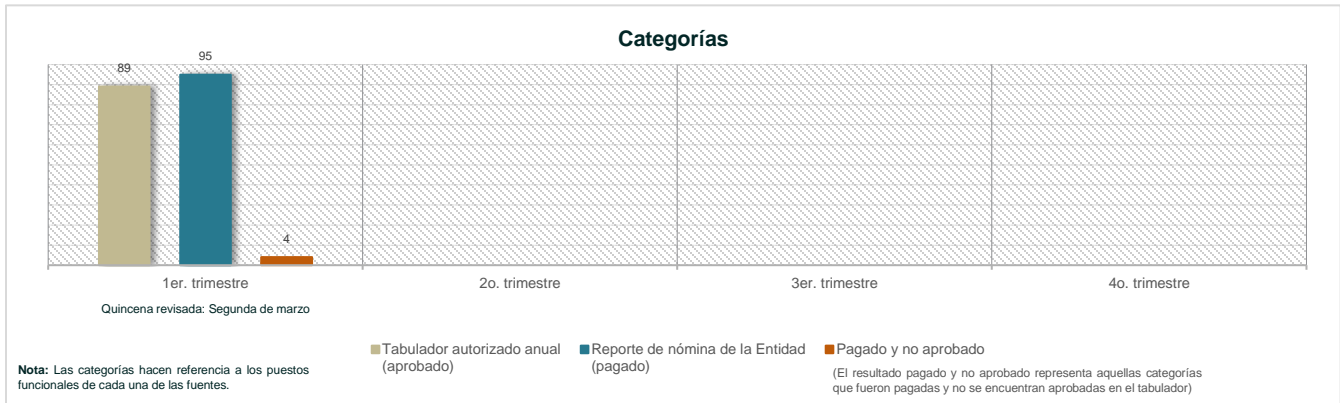 Categorías
89
95
4
1er. trimestre
2o. trimestre
3er. trimestre
4o. trimestre
Quincena revisada: Segunda de marzo
Tabulador autorizado anual
(aprobado)
Reporte de nómina de la Entidad
(pagado)
Pagado y no aprobado
(El resultado pagado y no aprobado representa aquellas categorías
que fueron pagadas y no se encuentran aprobadas en el tabulador)
Nota: Las categorías hacen referencia a los puestos
funcionales de cada una de las fuentes.